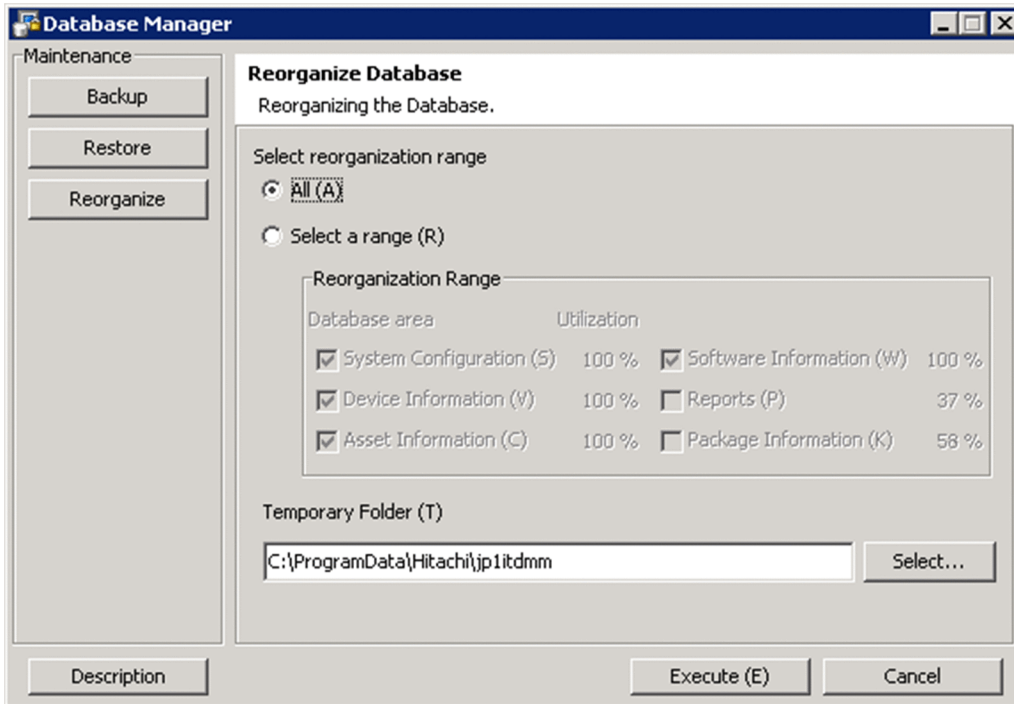 Database Manager
Maintenance
Backup
Restore
Reorganize
Reorganize Database
Reorganizing the Database.
Select reorganization range
All (A)
Select a range (R)
Reorganization Range
Database area Utilization
System Configuration (S) 100 % Software Information (W) 100 %
Device Information (V) 100 % Reports (P) 37 %
Asset Information (C) 100 % Package Information (K) 58 %
Temporary Folder (T)
C:\ProgramData\Hitachi\jp1itdmm Select...
Description Execute (E) Cancel